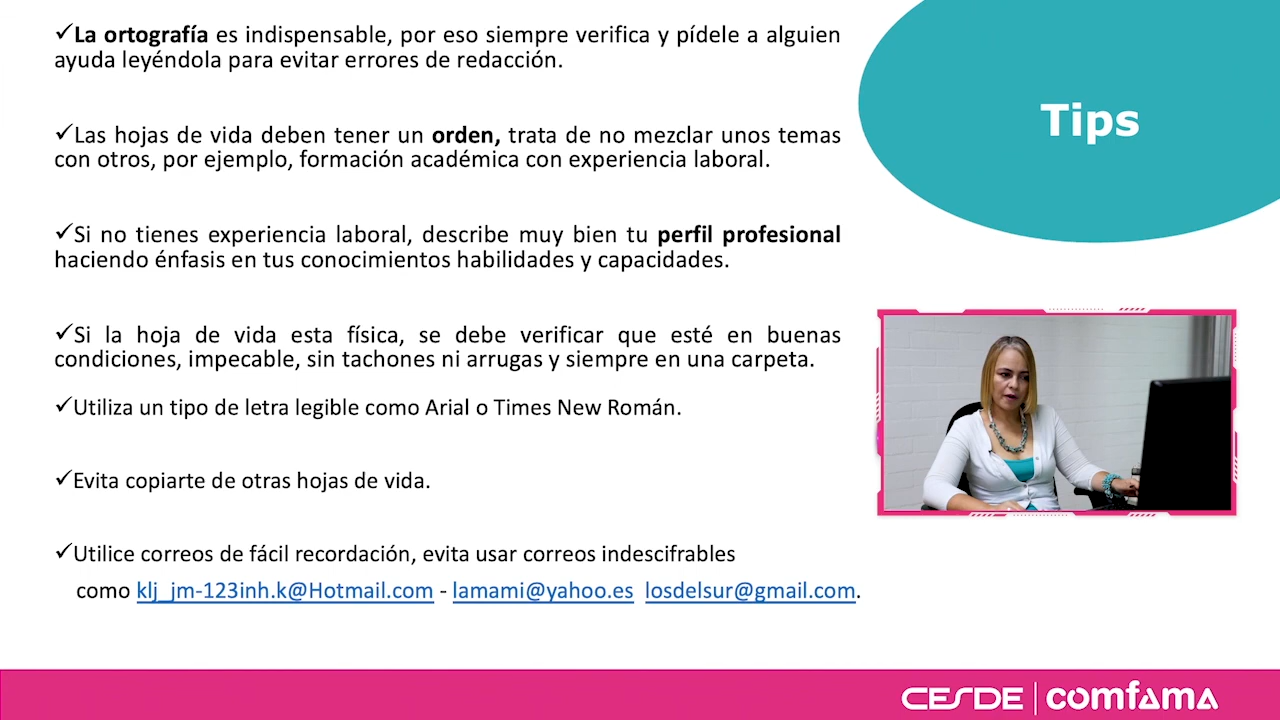 ✓La ortografía es indispensable, por eso siempre verifica y pídele a alguien
ayuda leyéndola para evitar errores de redacción.
✓Las hojas de vida deben tener un orden, trata de no mezclar unos temas
con otros, por ejemplo, formación académica con experiencia laboral.
✓Si no tienes experiencia laboral, describe muy bien tu perfil profesional
haciendo énfasis en tus conocimientos habilidades y capacidades.
✓Si la hoja de vida esta física, se debe verificar que esté en buenas
condiciones, impecable, sin tachones ni arrugas y siempre en una carpeta.
✓Utiliza un tipo de letra legible como Arial o Times New Román.
✓Evita copiarte de otras hojas de vida.
✓Utilice correos de fácil recordación, evita usar correos indescifrables
como klj_jm-123inh.k@Hotmail.com - lamami@yahoo.es losdelsur@gmail.com.
Tips
CESDE | comfama